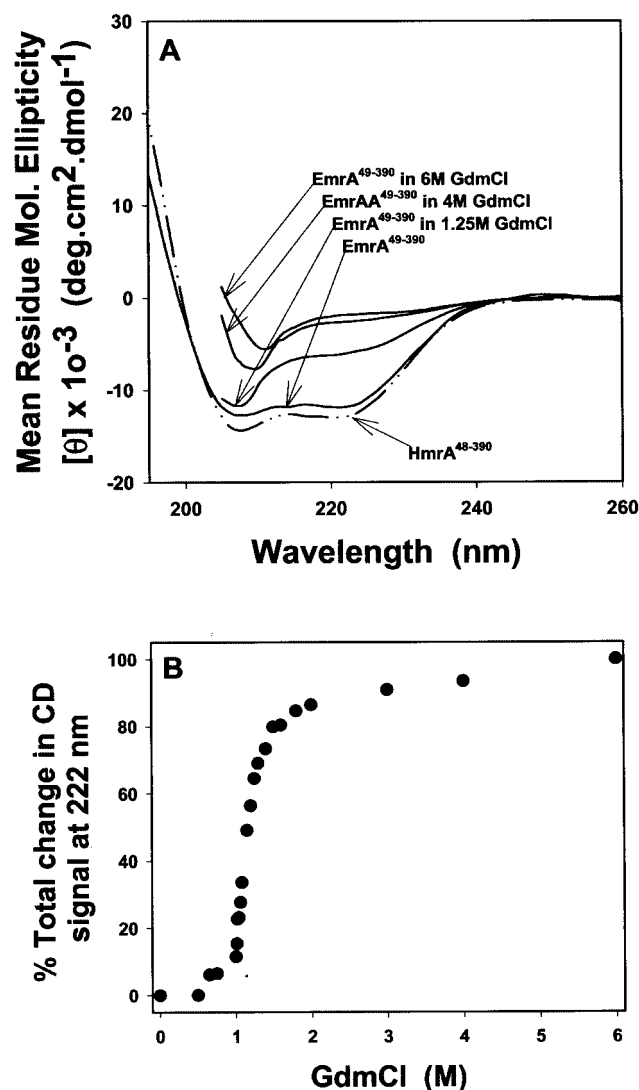 A
Mean Residue Mol. Ellipticity
[θ] x 1o-3 (deg.cm2.dmol-1)
30
20
10
0
-10
-20
EmrA49-390 in 6M GdmCl
EmrAA49-390 in 4M GdmCl
EmrA49-390 in 1.25M GdmCl
EmrA49-390
HmrA48-390
200
220
240
260
Wavelength (nm)
B
% Total change in CD
signal at 222 nm
100
80
60
40
20
0
0
1
2
3
4
5
6
GdmCl (M)